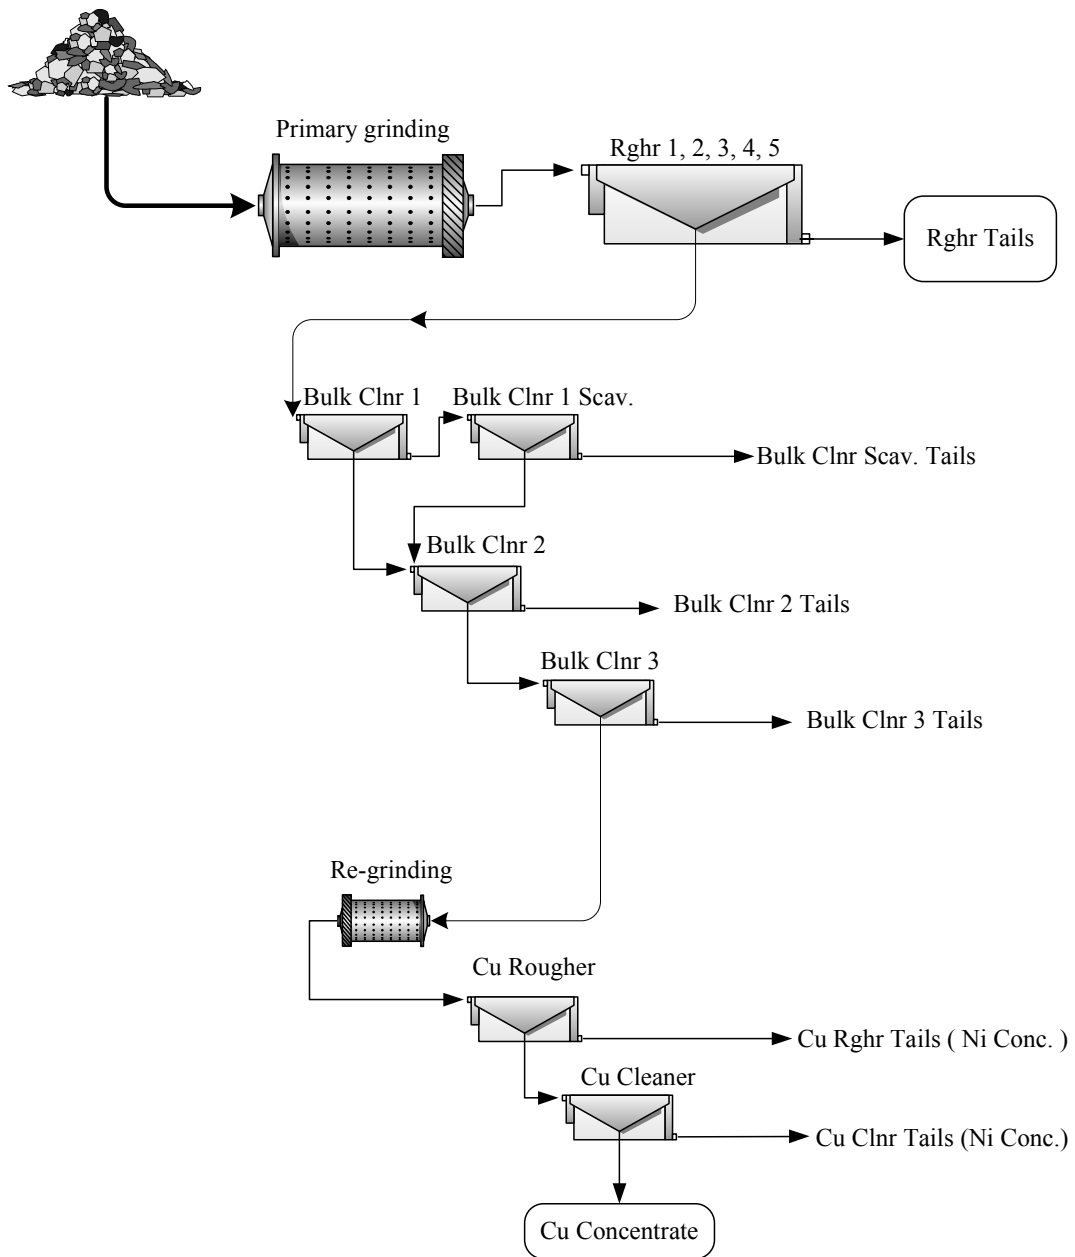 Primary grinding
Rghr 1, 2, 3, 4, 5
Rghr Tails
Bulk Clnr 1
Bulk Clnr 1 Scav.
Bulk Clnr Scav. Tails
Bulk Clnr 2
Bulk Clnr 2 Tails
Bulk Clnr 3
Bulk Clnr 3 Tails
Re-grinding
Cu Rougher
Cu Rghr Tails ( Ni Conc. )
Cu Cleaner
Cu Clnr Tails (Ni Conc.)
Cu Concentrate